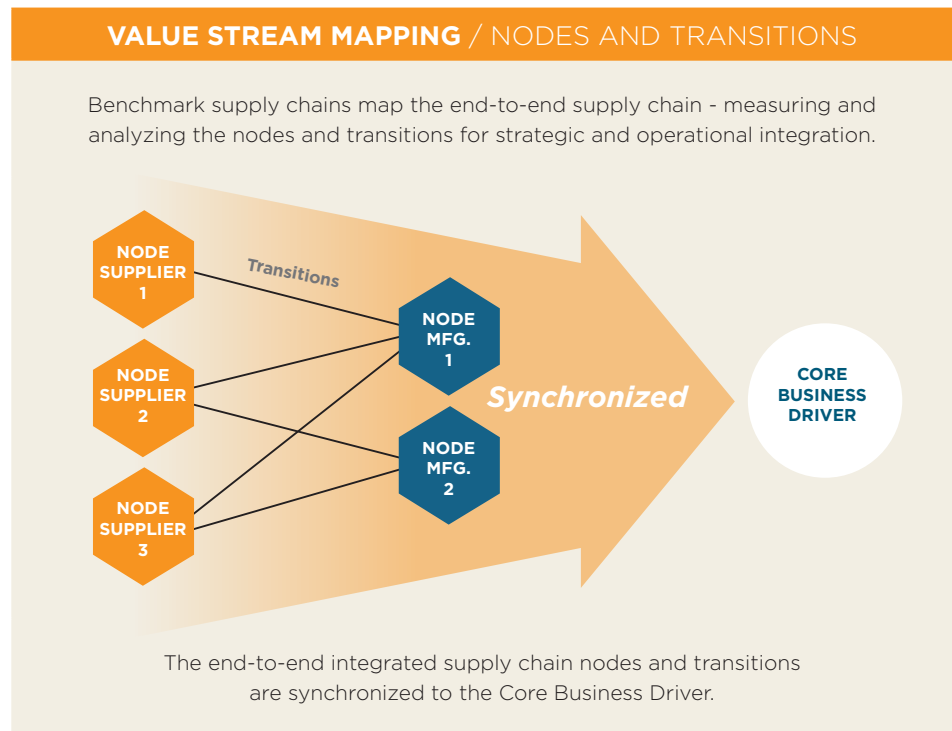 VALUE STREAM MAPPING / NODES AND TRANSITIONS
Benchmark supply chains map the end-to-end supply chain - measuring and
analyzing the nodes and transitions for strategic and operational integration.
NODE
SUPPLIER
1
Transitions
NODE
MFG.
1
NODE
SUPPLIER
2
Synchronized
CORE
BUSINESS
DRIVER
NODE
MFG.
2
NODE
SUPPLIER
3
The end-to-end integrated supply chain nodes and transitions
are synchronized to the Core Business Driver.